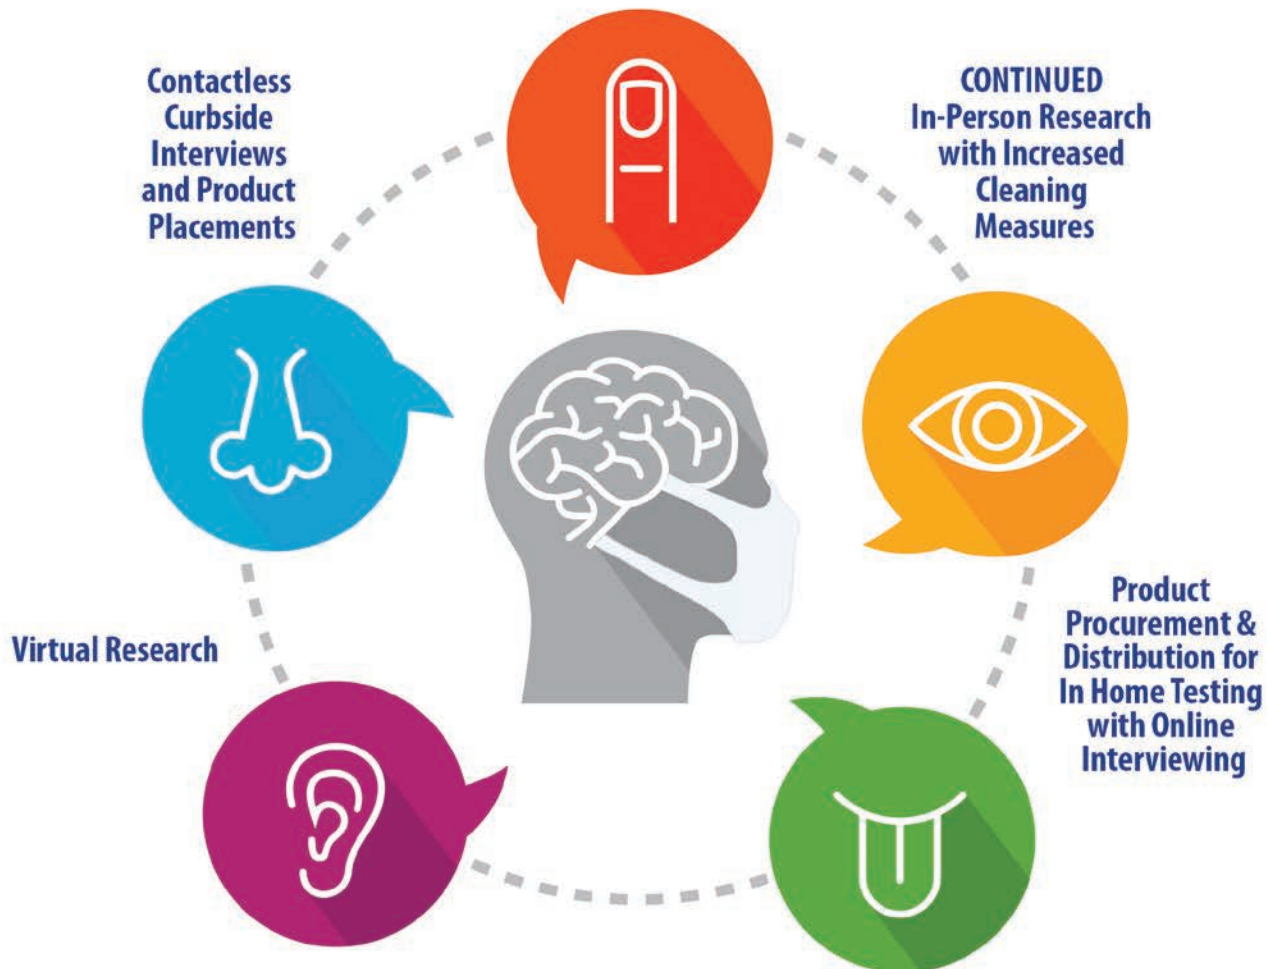 Contactless
Curbside
Interviews
and Product
Placements
CONTINUED
In-Person Research
with Increased
Cleaning
Measures
Virtual Research
Product
Procurement &
Distribution for
In Home Testing
with Online
Interviewing